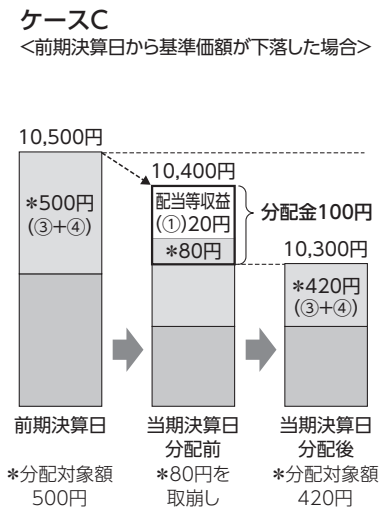 ケースC
<前期決算日から基準価額が下落した場合>
10,500円
10,400円
*500円
(③+④)
配当等収益
(①)20円
*80円
分配金100円
10,300円
*420円
(③+④)
前期決算日
当期決算日
分配前
当期決算日
分配後
*分配対象額
500円
*80円を
取崩し
*分配対象額
420円